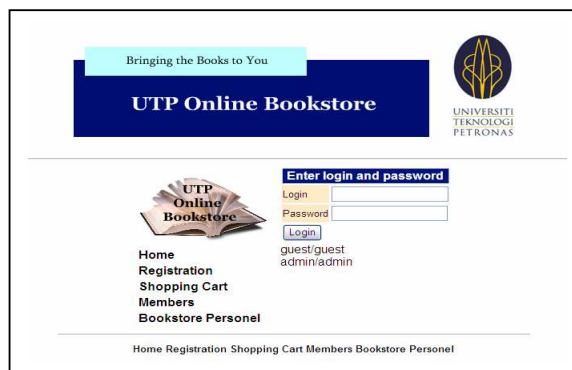 Bringing the Books to You
UTP Online Bookstore
UNIVERSITI
TEKNOLOGI
PETRONAS
UTP
Online
Bookstore
Enter login and password
Login
Password
Login
guest/guest
admin/admin
Home
Registration
Shopping Cart
Members
Bookstore Personel
Home Registration Shopping Cart Members Bookstore Personel